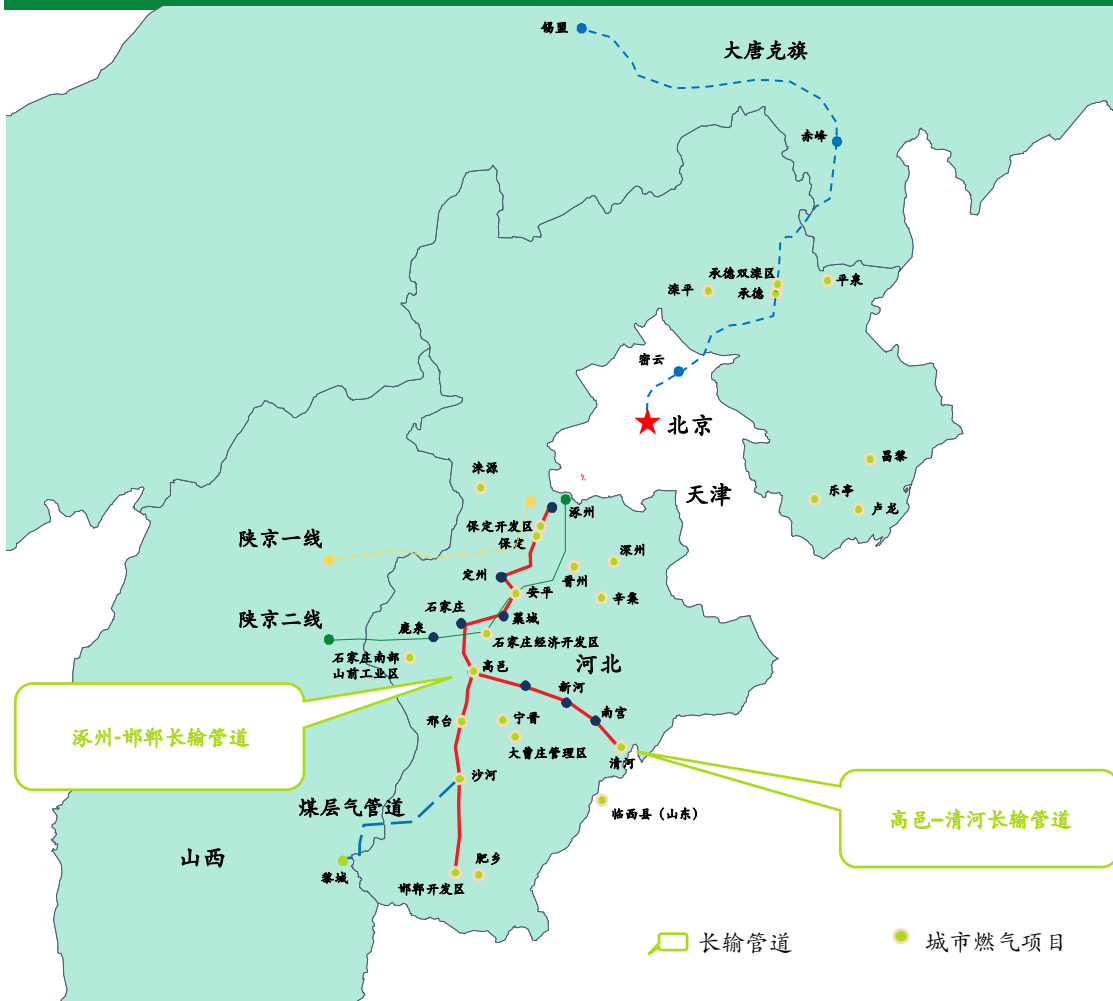 锡盟
大唐克旗
赤峰
承德双滦区
平泉
滦平
承德
密云
北京
昌黎
涞源
天津
乐亭
卢龙
涿州
保定开发区
陕京一线
保定
深州
定州
晋州
安平
辛集
石家庄
藁城
陕京二线
鹿泉
石家庄经济开发区
石家庄南部
山前工业区
高邑
河北
新河
南宫
邢台
宁晋
涿州-邯郸长输管道
大曹庄管理区
清河
沙河
煤层气管道
临西县（山东）
高邑–清河长输管道
山西
肥乡
黎城
邯郸开发区
长输管道
城市燃气项目